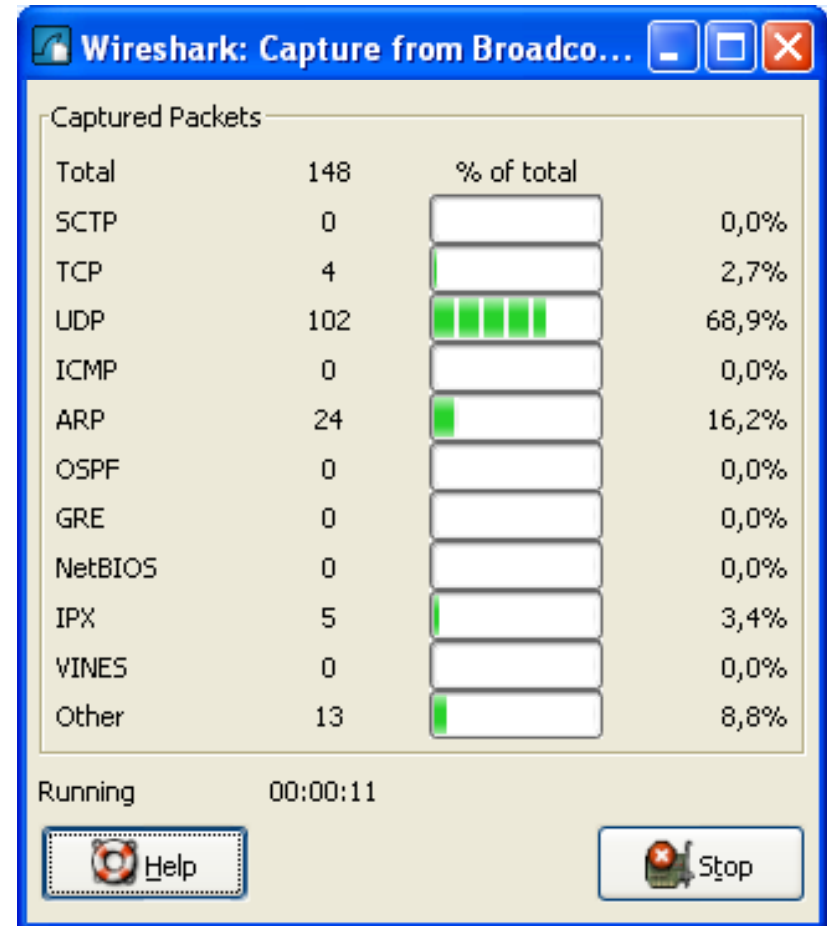 Wireshark: Capture from Broadco...
Captured Packets
Total 148 % of total
SCTP 0 0,0%
TCP 4 2,7%
UDP 102 68,9%
ICMP 0 0,0%
ARP 24 16,2%
OSPF 0 0,0%
GRE 0 0,0%
NetBIOS 0 0,0%
IPX 5 3,4%
VINES 0 0,0%
Other 13 8,8%
Running 00:00:11
Help Stop